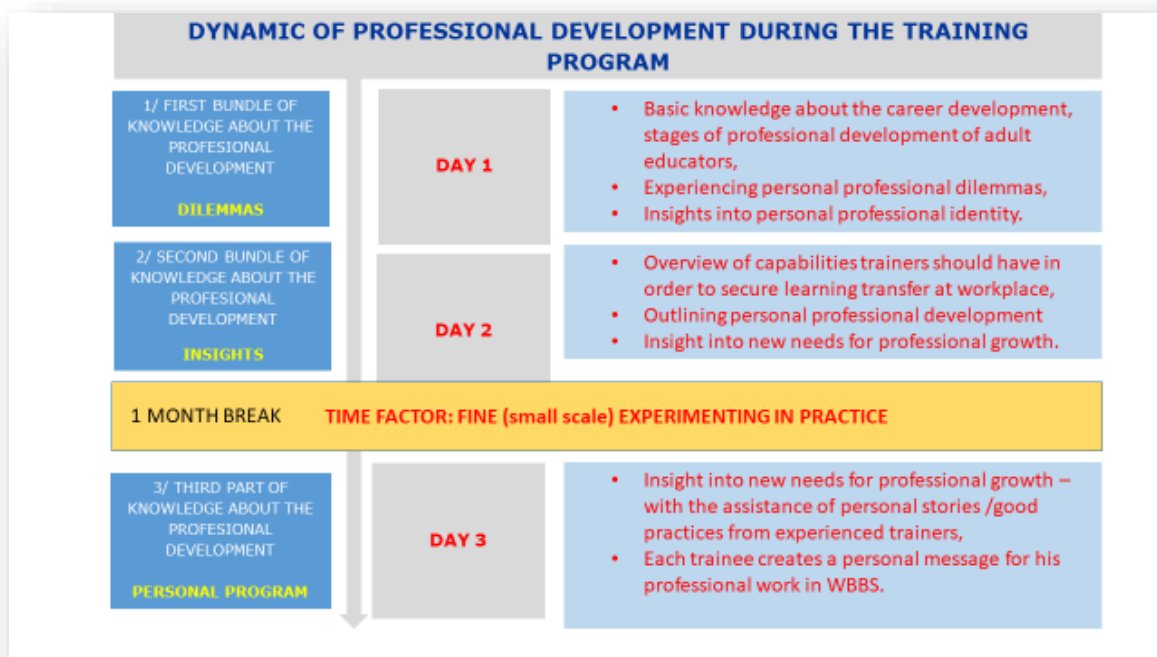 DYNAMIC OF PROFESSIONAL DEVELOPMENT DURING THE TRAINING
PROGRAM
1/ FIRST BUNDLE OF
KNOWLEDGE ABOUT THE
PROFESIONAL
DEVELOPMENT
DILEMMAS
DAY 1
• Basic knowledge about the career development,
stages of professional development of adult
educators,
• Experiencing personal professional dilemmas,
• Insights into personal professional identity.
2/ SECOND BUNDLE OF
KNOWLEDGE ABOUT THE
PROFESIONAL
DEVELOPMENT
INSIGHTS
DAY 2
• Overview of capabilities trainers should have in
order to secure learning transfer at workplace,
• Outlining personal professional development
• Insight into new needs for professional growth.
1 MONTH BREAK TIME FACTOR: FINE (small scale) EXPERIMENTING IN PRACTICE
3/ THIRD PART OF
KNOWLEDGE ABOUT THE
PROFESIONAL
DEVELOPMENT
PERSONAL PROGRAM
DAY 3
• Insight into new needs for professional growth –
with the assistance of personal stories /good
practices from experienced trainers,
• Each trainee creates a personal message for his
professional work in WBBS.